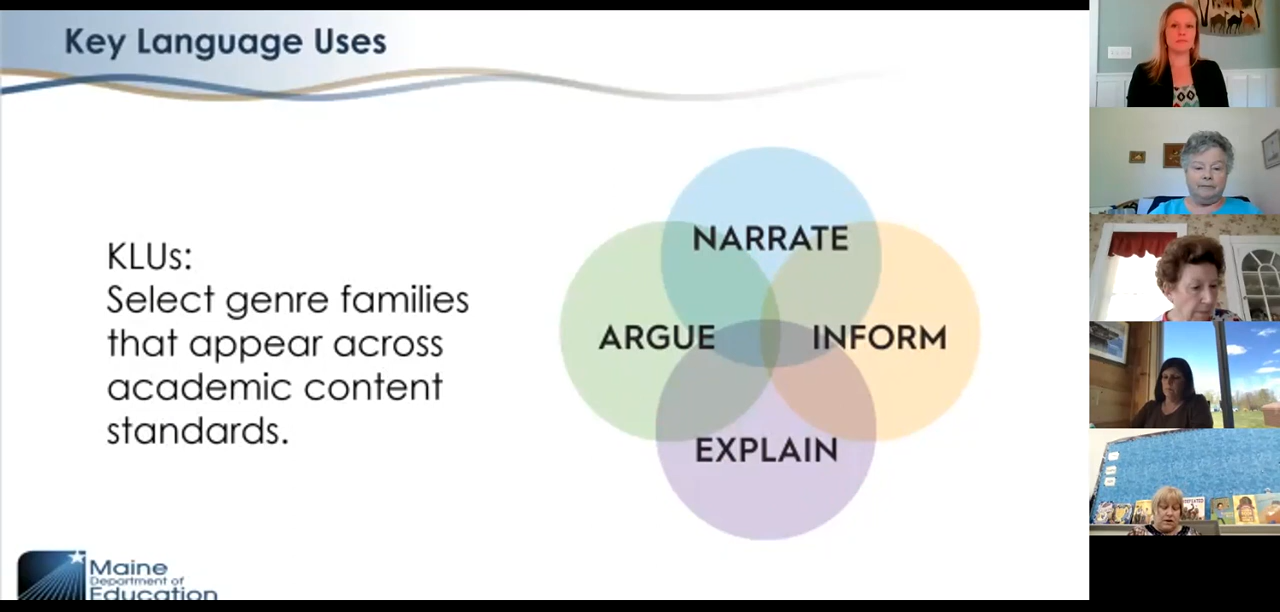 Key Language Uses
KLUs:
Select genre families
that appear across
academic content
standards.
NARRATE
ARGUE
INFORM
EXPLAIN
Maine
Department of
Education